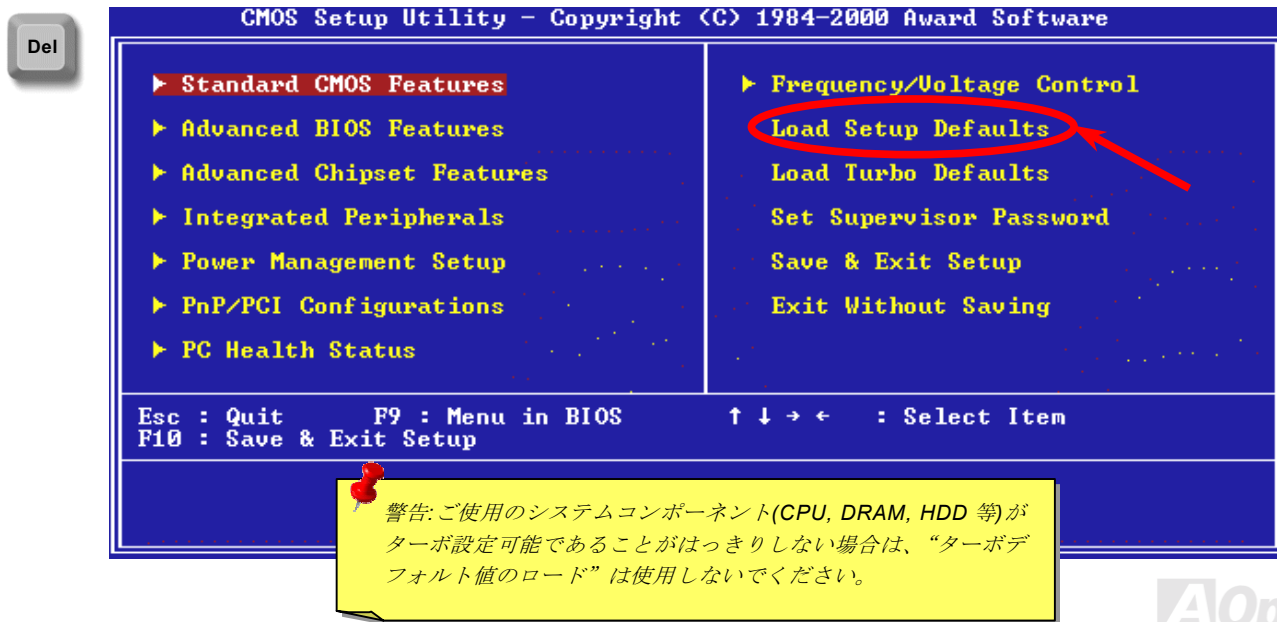 Del
CMOS Setup Utility – Copyright (C) 1984–2000 Award Software
▶ Standard CMOS Features
▶ Advanced BIOS Features
▶ Advanced Chipset Features
▶ Integrated Peripherals
▶ Power Management Setup
▶ PnP/PCI Configurations
▶ PC Health Status
▶ Frequency/Voltage Control
Load Setup Defaults
Load Turbo Defaults
Set Supervisor Password
Save & Exit Setup
Exit Without Saving
Esc : Quit F9 : Menu in BIOS ↑ ↓ → ← : Select Item
F10 : Save & Exit Setup
警告:ご使用のシステムコンポーネント(CPU, DRAM, HDD 等)が
ターボ設定可能であることがはっきりしない場合は、“ターボデ
フォルト値のロード”は使用しないでください。